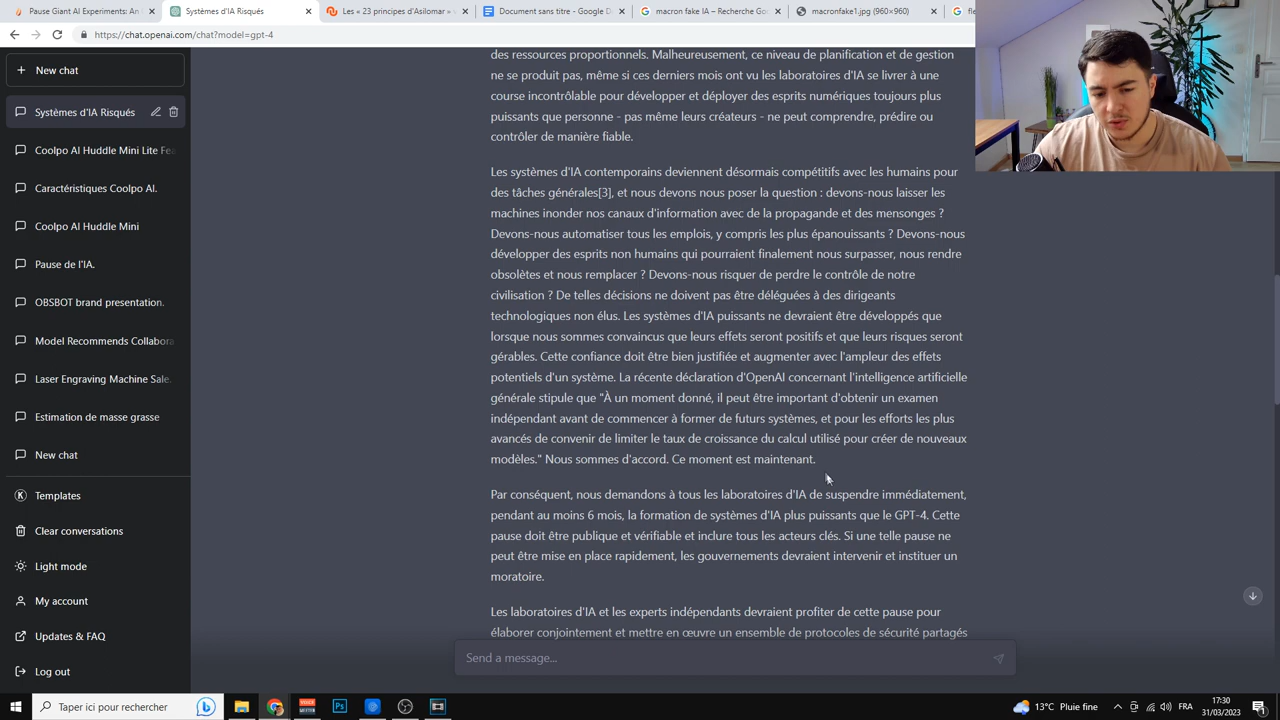 Pause Giant AI Experiments: An
Systèmes d'IA Risqués
Les « 23 principes d'Asilomar » v
Document sans titre - Google D
macron fake IA – Recherche Go
macronfake1.jpg (960×960)
https://chat.openai.com/chat?model=gpt-4
New chat
Systèmes d'IA Risqués
Coolpo AI Huddle Mini Lite Fea
Caractéristiques Coolpo AI.
Coolpo AI Huddle Mini
Pause de l'IA.
OBSBOT brand presentation.
Model Recommends Collabora
Laser Engraving Machine Sale.
Estimation de masse grasse
New chat
Templates
Clear conversations
Light mode
My account
Updates & FAQ
Log out
des ressources proportionnels. Malheureusement, ce niveau de planification et de gestion
ne se produit pas, même si ces derniers mois ont vu les laboratoires d'IA se livrer à une
course incontrôlable pour développer et déployer des esprits numériques toujours plus
puissants que personne - pas même leurs créateurs - ne peut comprendre, prédire ou
contrôler de manière fiable.
Les systèmes d'IA contemporains deviennent désormais compétitifs avec les humains pour
des tâches générales[3], et nous devons nous poser la question : devons-nous laisser les
machines inonder nos canaux d'information avec de la propagande et des mensonges ?
Devons-nous automatiser tous les emplois, y compris les plus épanouissants ? Devons-nous
développer des esprits non humains qui pourraient finalement nous surpasser, nous rendre
obsolètes et nous remplacer ? Devons-nous risquer de perdre le contrôle de notre
civilisation ? De telles décisions ne doivent pas être déléguées à des dirigeants
technologiques non élus. Les systèmes d'IA puissants ne devraient être développés que
lorsque nous sommes convaincus que leurs effets seront positifs et que leurs risques seront
gérables. Cette confiance doit être bien justifiée et augmenter avec l'ampleur des effets
potentiels d'un système. La récente déclaration d'OpenAI concernant l'intelligence artificielle
générale stipule que "À un moment donné, il peut être important d'obtenir un examen
indépendant avant de commencer à former de futurs systèmes, et pour les efforts les plus
avancés de convenir de limiter le taux de croissance du calcul utilisé pour créer de nouveaux
modèles." Nous sommes d'accord. Ce moment est maintenant.
Par conséquent, nous demandons à tous les laboratoires d'IA de suspendre immédiatement,
pendant au moins 6 mois, la formation de systèmes d'IA plus puissants que le GPT-4. Cette
pause doit être publique et vérifiable et inclure tous les acteurs clés. Si une telle pause ne
peut être mise en place rapidement, les gouvernements devraient intervenir et instituer un
moratoire.
Les laboratoires d'IA et les experts indépendants devraient profiter de cette pause pour
élaborer conjointement et mettre en œuvre un ensemble de protocoles de sécurité partagés
Send a message...
Taper ici pour rechercher
13°C Pluie fine
FRA
17:30
31/03/2023